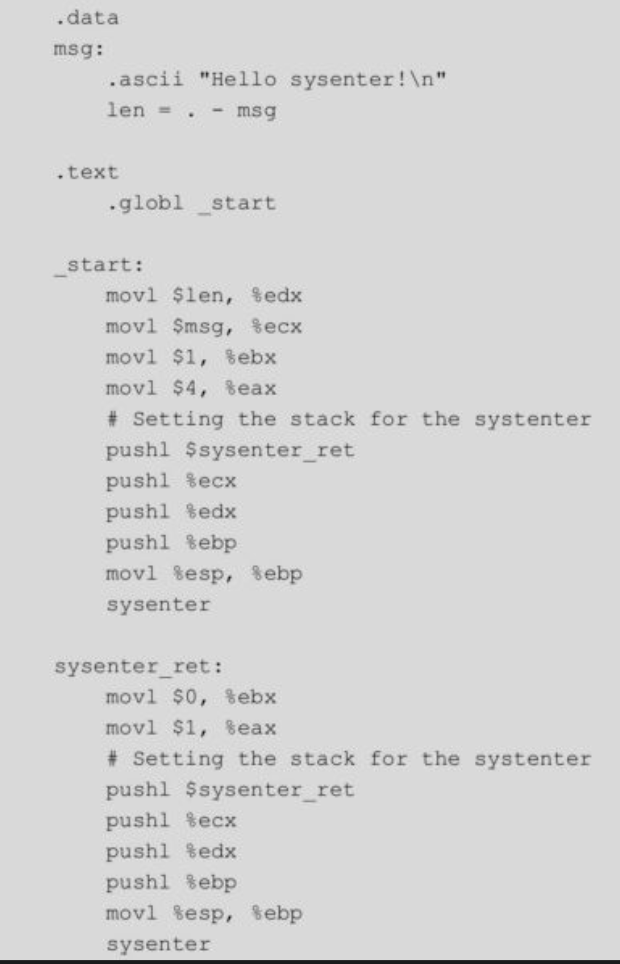 .data
msg:
    .ascii "Hello sysenter!\n"
    len = . - msg

.text
    .globl _start

_start:
    movl $len, %edx
    movl $msg, %ecx
    movl $1, %ebx
    movl $4, %eax
    # Setting the stack for the systenter
    pushl $sysenter_ret
    pushl %ecx
    pushl %edx
    pushl %ebp
    movl %esp, %ebp
    sysenter

sysenter_ret:
    movl $0, %ebx
    movl $1, %eax
    # Setting the stack for the systenter
    pushl $sysenter_ret
    pushl %ecx
    pushl %edx
    pushl %ebp
    movl %esp, %ebp
    sysenter